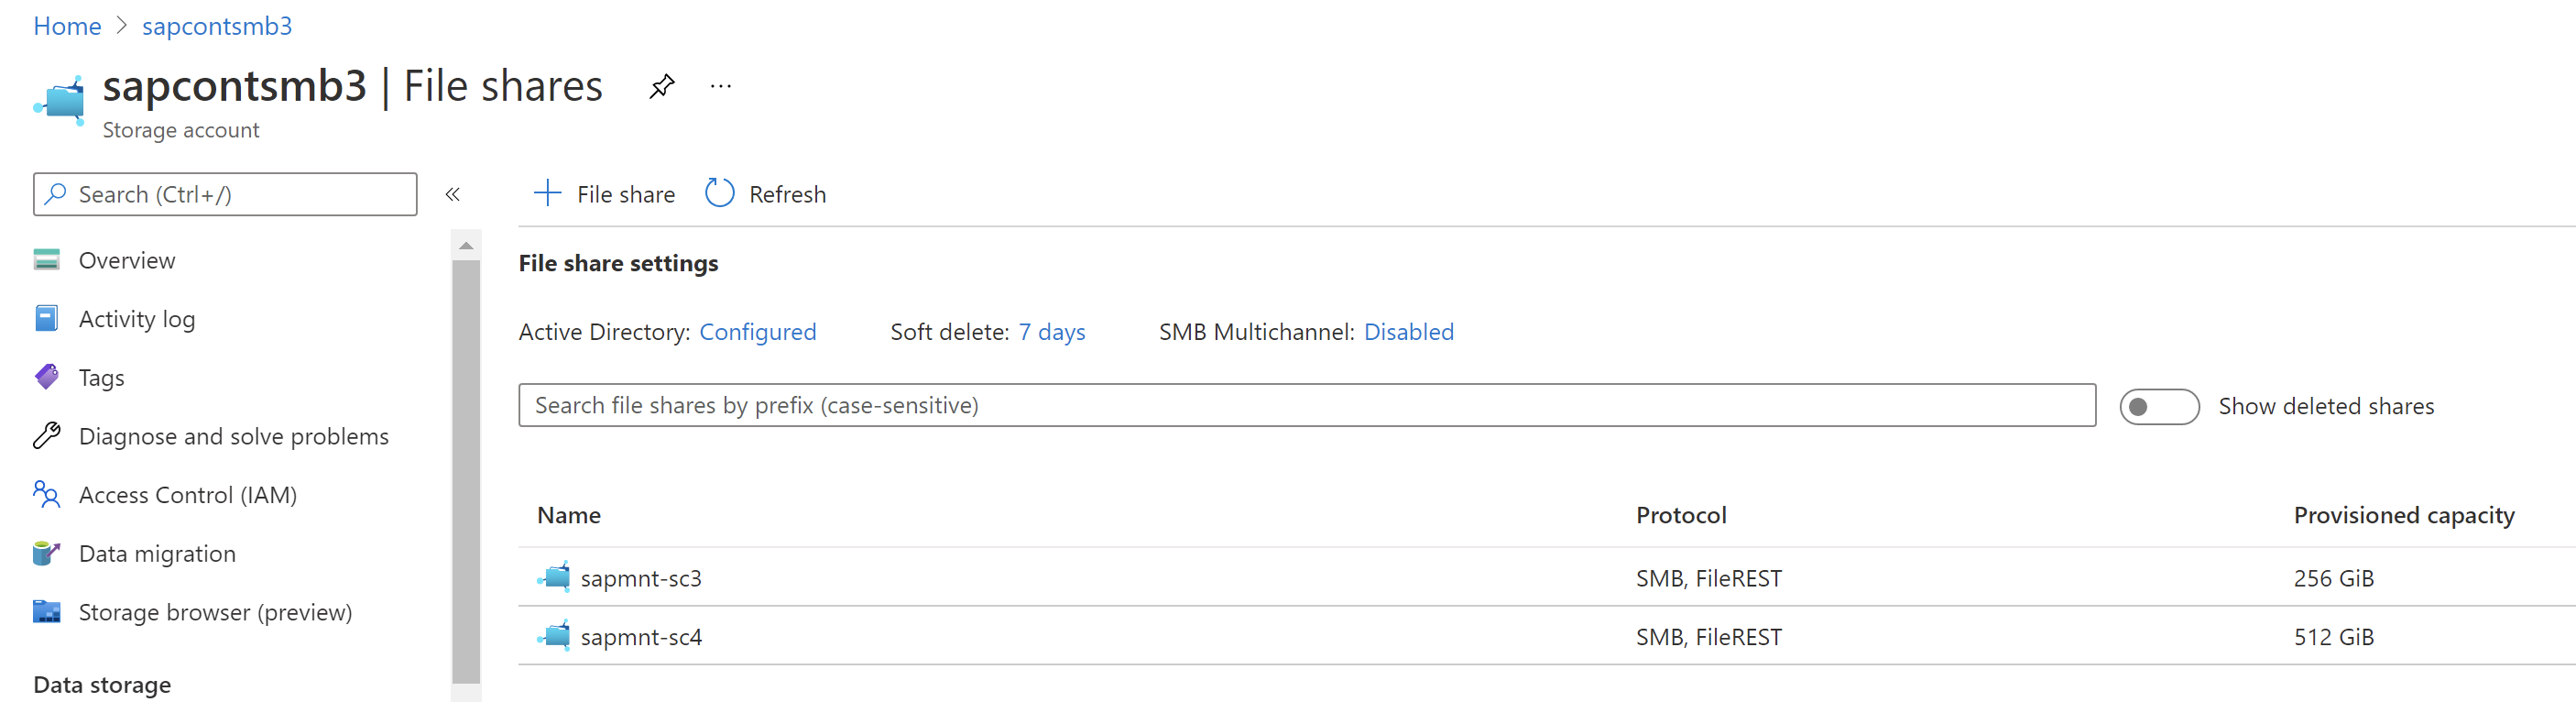 Home > sapcontsmb3
sapcontsmb3 | File shares ...
Storage account
Search (Ctrl+/) «
Overview
Activity log
Tags
Diagnose and solve problems
Access Control (IAM)
Data migration
Storage browser (preview)
Data storage
File share Refresh
File share settings
Active Directory: Configured Soft delete: 7 days SMB Multichannel: Disabled
Search file shares by prefix (case-sensitive) Show deleted shares
Name Protocol Provisioned capacity
sapmnt-sc3 SMB, FileREST 256 GiB
sapmnt-sc4 SMB, FileREST 512 GiB